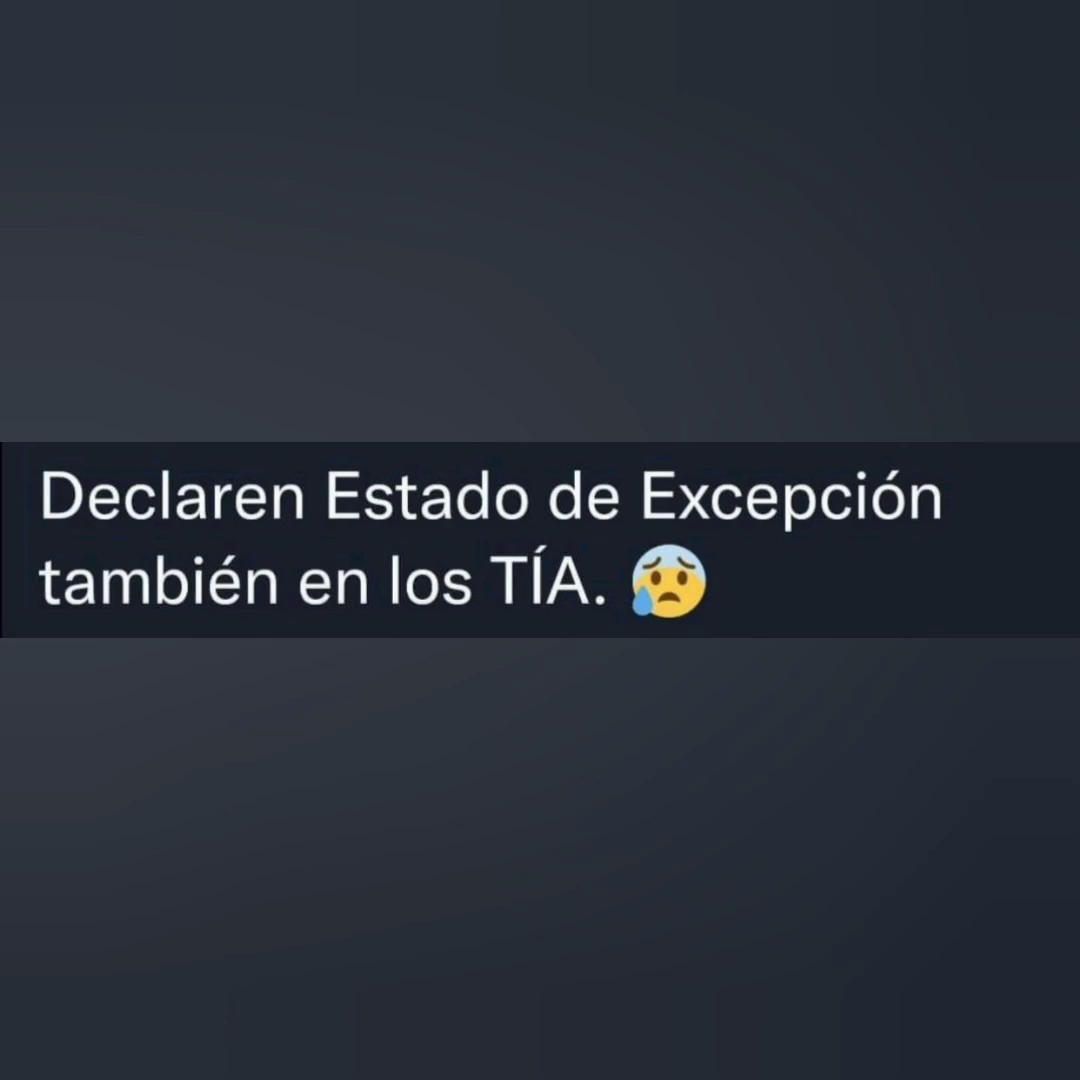 Declaren Estado de Excepción
también en los TÍA. 😰